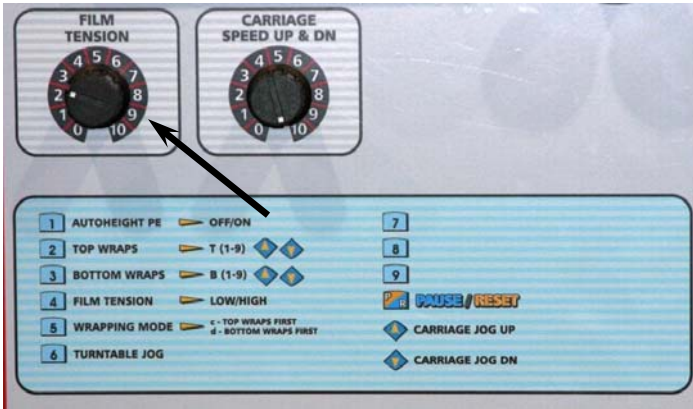 FILM
TENSION
0 1 2 3 4 5 6 7 8 9 10
CARRIAGE
SPEED UP & DN
0 1 2 3 4 5 6 7 8 9 10
1 AUTOHEIGHT PE OFF/ON
2 TOP WRAPS T (1-9)
3 BOTTOM WRAPS B (1-9)
4 FILM TENSION LOW/HIGH
5 WRAPPING MODE c - TOP WRAPS FIRST
d - BOTTOM WRAPS FIRST
6 TURNTABLE JOG
7
8
9
P/R PAUSE/RESET
CARRIAGE JOG UP
CARRIAGE JOG DN